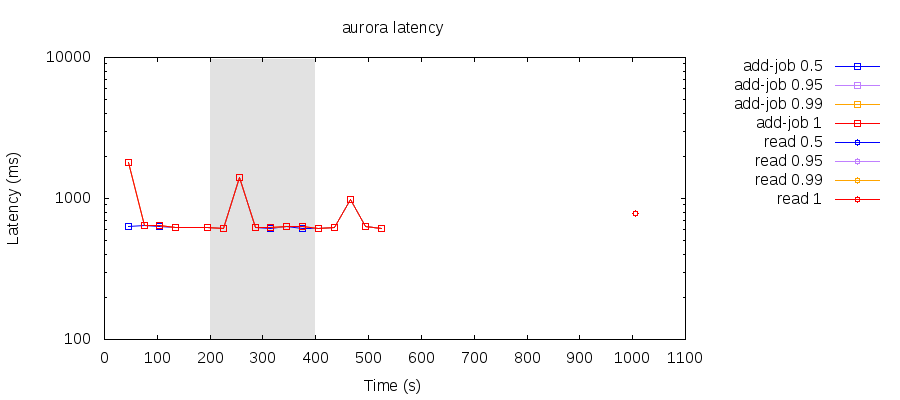 aurora latency
10000
1000
100
Latency (ms)
0 100 200 300 400 500 600 700 800 900 1000 1100
Time (s)
add-job 0.5
add-job 0.95
add-job 0.99
add-job 1
read 0.5
read 0.95
read 0.99
read 1